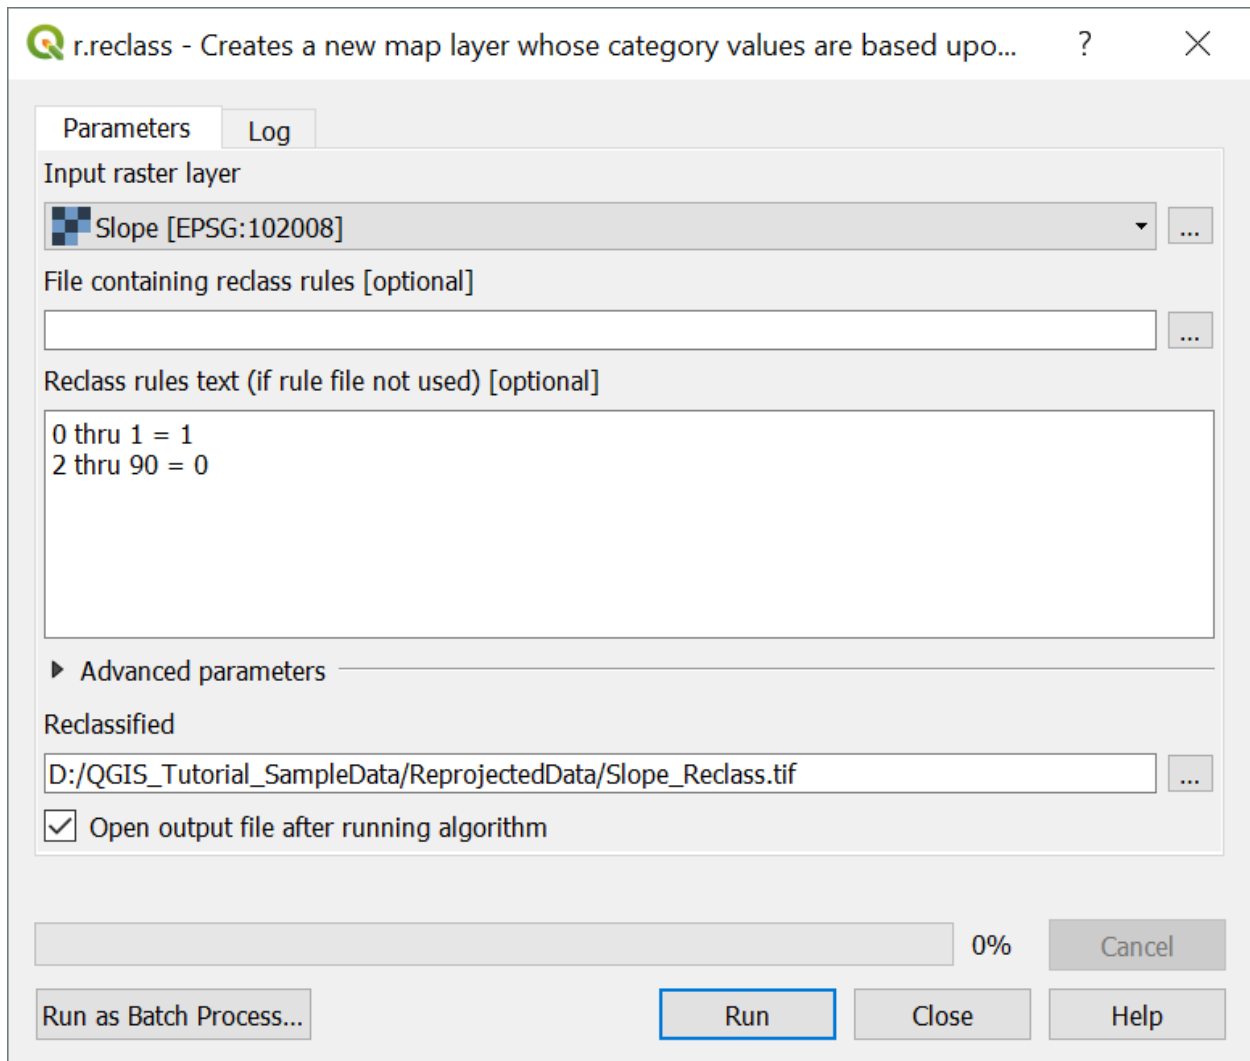 r.reclass - Creates a new map layer whose category values are based upo... ?
Parameters Log
Input raster layer
Slope [EPSG:102008] ...
File containing reclass rules [optional]
...
Reclass rules text (if rule file not used) [optional]
0 thru 1 = 1
2 thru 90 = 0
Advanced parameters
Reclassified
D:/QGIS_Tutorial_SampleData/ReprojectedData/Slope_Reclass.tif ...
Open output file after running algorithm
0% Cancel
Run as Batch Process... Run Close Help